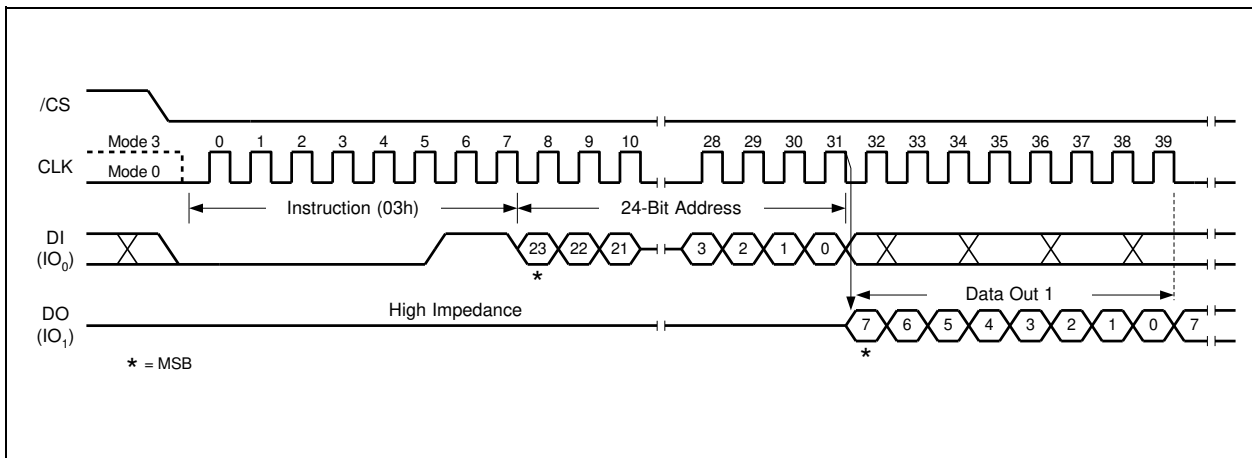 /CS
Mode 3 0 1 2 3 4 5 6 7 8 9 10 28 29 30 31 32 33 34 35 36 37 38 39
CLK Mode 0
Instruction (03h) 24-Bit Address
DI
(IO0)
23 22 21 3 2 1 0
*
Data Out 1
High Impedance
DO
(IO1)
7 6 5 4 3 2 1 0 7
*
* = MSB